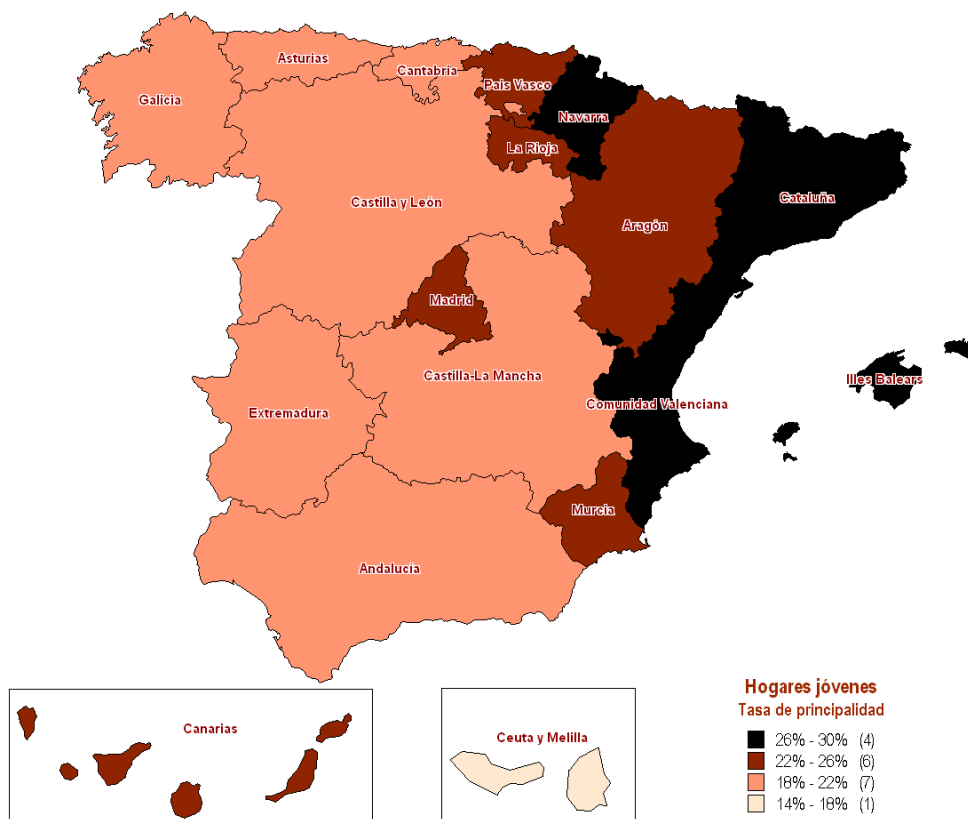 Asturias
Cantabria
Pais Vasco
Galicia
Navarra
La Rioja
Cataluña
Castilla y León
Aragón
Madrid
Castilla-La Mancha
Illes Balears
Extremadura
Comunidad Valenciana
Murcia
Andalucía
Canarias
Ceuta y Melilla
Hogares jóvenes
Tasa de principalidad
26% - 30% (4)
22% - 26% (6)
18% - 22% (7)
14% - 18% (1)